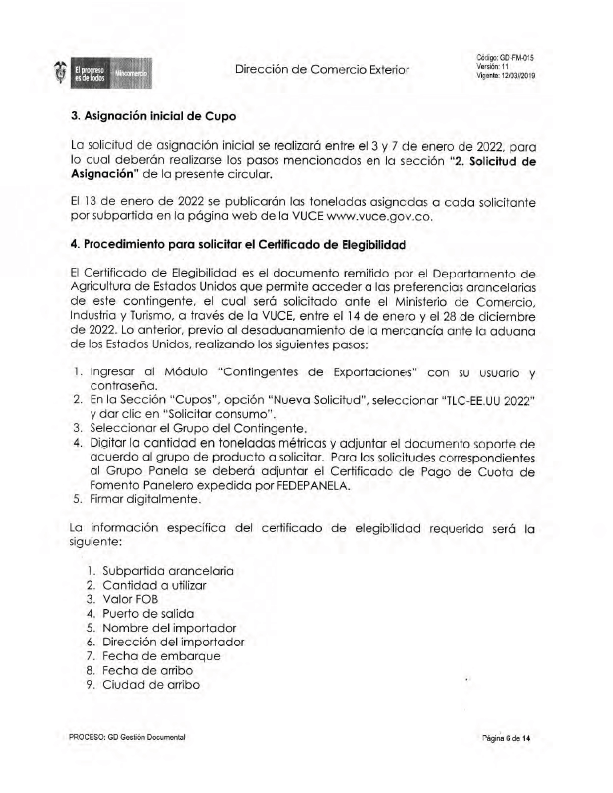 El progreso
es de todos
Mincomercio
Dirección de Comercio Exterior
Código: GD-FM-015
Versión: 11
Vigente: 12/03//2019
3. Asignación inicial de Cupo
La solicitud de asignación inicial se realizará entre el 3 y 7 de enero de 2022, para
lo cual deberán realizarse los pasos mencionados en la sección “2. Solicitud de
Asignación” de la presente circular.
El 13 de enero de 2022 se publicarán las toneladas asignadas a cada solicitante
por subpartida en la página web de la VUCE www.vuce.gov.co.
4. Procedimiento para solicitar el Certificado de Elegibilidad
El Certificado de Elegibilidad es el documento remitido por el Departamento de
Agricultura de Estados Unidos que permite acceder a las preferencias arancelarias
de este contingente, el cual será solicitado ante el Ministerio de Comercio,
Industria y Turismo, a través de la VUCE, entre el 14 de enero y el 28 de diciembre
de 2022. Lo anterior, previo al desaduanamiento de la mercancía ante la aduana
de los Estados Unidos, realizando los siguientes pasos:
1. Ingresar al Módulo “Contingentes de Exportaciones” con su usuario y
contraseña.
2. En la Sección “Cupos”, opción “Nueva Solicitud”, seleccionar “TLC-EE.UU 2022”
y dar clic en “Solicitar consumo”.
3. Seleccionar el Grupo del Contingente.
4. Digitar la cantidad en toneladas métricas y adjuntar el documento soporte de
acuerdo al grupo de producto a solicitar. Para las solicitudes correspondientes
al Grupo Panela se deberá adjuntar el Certificado de Pago de Cuota de
Fomento Panelero expedida por FEDEPANELA.
5. Firmar digitalmente.
La información específica del certificado de elegibilidad requerido será la
siguiente:
1. Subpartida arancelaria
2. Cantidad a utilizar
3. Valor FOB
4. Puerto de salida
5. Nombre del importador
6. Dirección del importador
7. Fecha de embarque
8. Fecha de arribo
9. Ciudad de arribo
PROCESO: GD Gestión Documental
Página 6 de 14